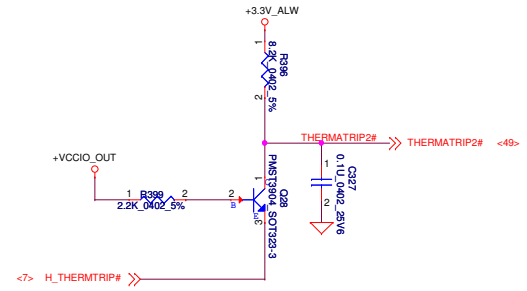 +3.3V_ALW
1
R396
8.2K_0402_5%
2
THERMATRIP2#
THERMATRIP2# <49>
+VCCIO_OUT
1
C327
0.1U_0402_25V6
2
1
C
Q28
PMST3904_SOT323-3
1 R399 2
2.2K_0402_5%
2
B
E
3
<7> H_THERMTRIP#